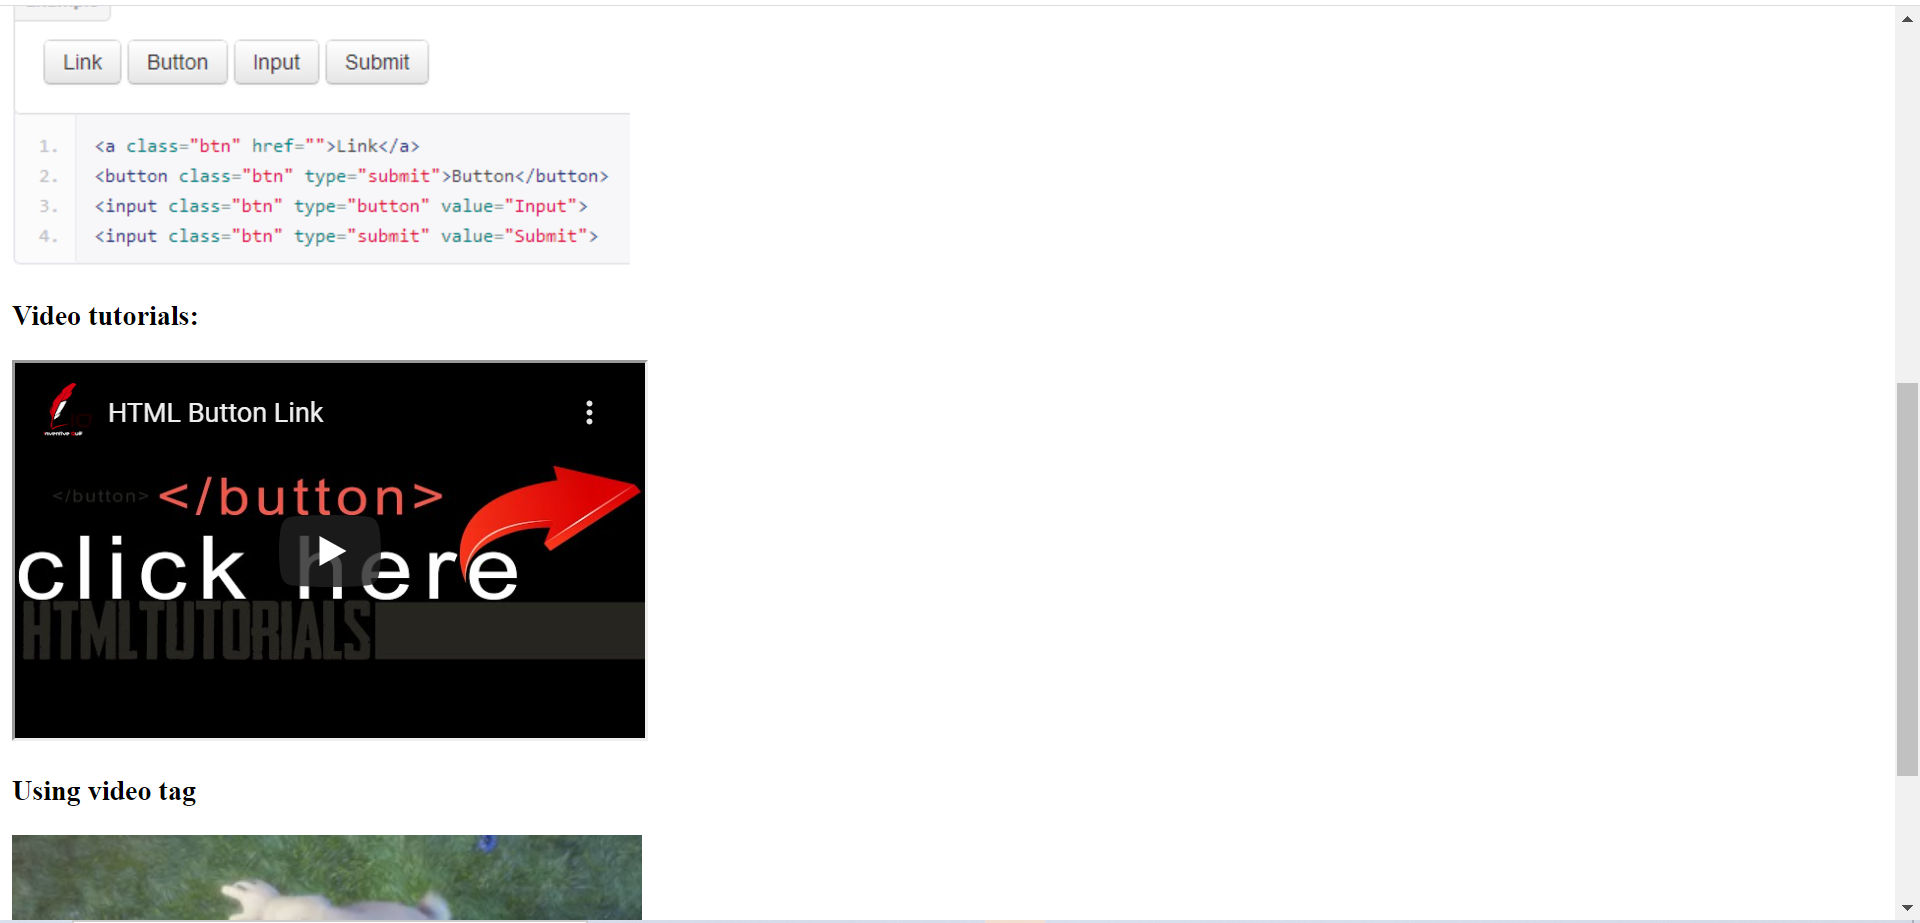 Link Button Input Submit
1. <a class="btn" href="">Link</a>
2. <button class="btn" type="submit">Button</button>
3. <input class="btn" type="button" value="Input">
4. <input class="btn" type="submit" value="Submit">
Video tutorials:
HTML Button Link
</button> </button>
click here
HTMLTUTORIALS
Using video tag